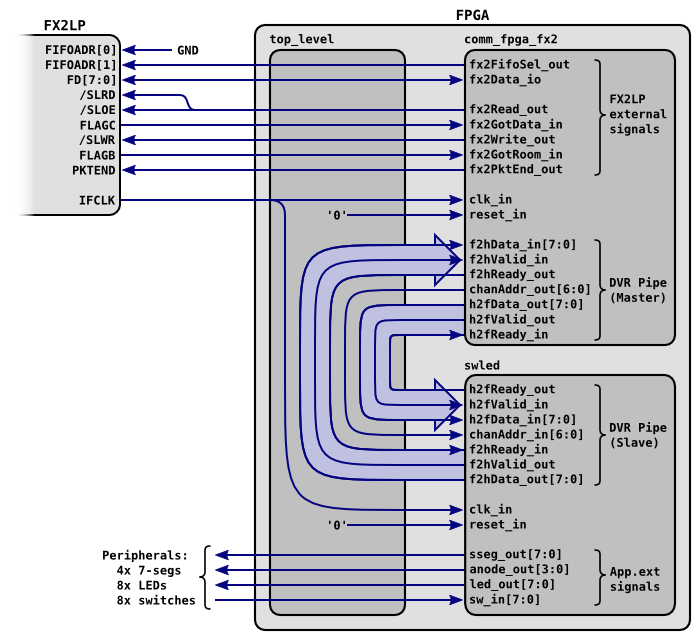 FX2LP
FIFOADR[0]
FIFOADR[1]
FD[7:0]
/SLRD
/SLOE
FLAGC
/SLWR
FLAGB
PKTEND
IFCLK
GND
FPGA
top_level
'0'
'0'
comm_fpga_fx2
fx2FifoSel_out
fx2Data_io
fx2Read_out
fx2GotData_in
fx2Write_out
fx2GotRoom_in
fx2PktEnd_out
FX2LP
external
signals
clk_in
reset_in
f2hData_in[7:0]
f2hValid_in
f2hReady_out
chanAddr_out[6:0]
h2fData_out[7:0]
h2fValid_out
h2fReady_in
DVR Pipe
(Master)
swled
h2fReady_out
h2fValid_in
h2fData_in[7:0]
chanAddr_in[6:0]
f2hReady_in
f2hValid_out
f2hData_out[7:0]
DVR Pipe
(Slave)
clk_in
reset_in
sseg_out[7:0]
anode_out[3:0]
led_out[7:0]
sw_in[7:0]
App.ext
signals
Peripherals:
4x 7-segs
8x LEDs
8x switches